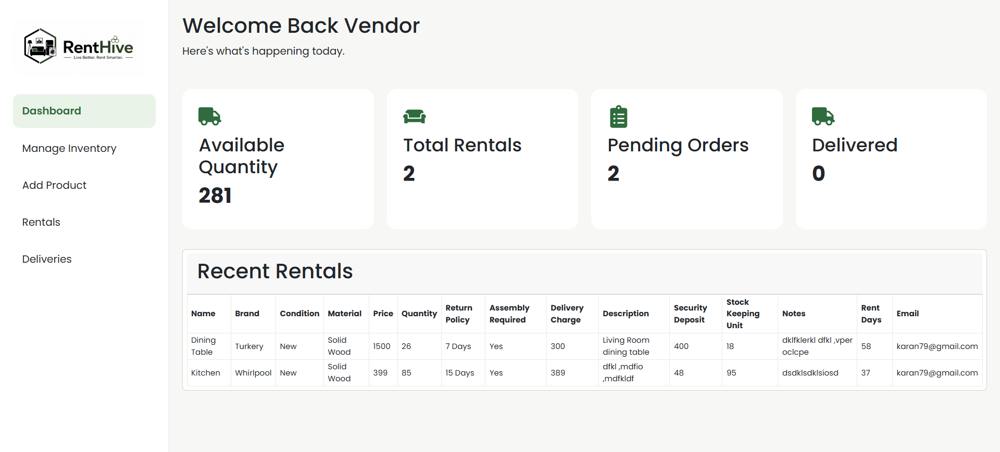 RentHive
Live Better. Rent Smarter.
Dashboard
Manage Inventory
Add Product
Rentals
Deliveries
Welcome Back Vendor
Here's what's happening today.
Available
Quantity
281
Total Rentals
2
Pending Orders
2
Delivered
0
Recent Rentals
Name Brand Condition Material Price Quantity Return Policy Assembly Required Delivery Charge Description Security Deposit Stock Keeping Unit Notes Rent Days Email
Dining Table Turkery New Solid Wood 1500 26 7 Days Yes 300 Living Room dining table 400 18 dklfklerkl dfkl ,vper oclcpe 58 karan79@gmail.com
Kitchen Whirlpool New Solid Wood 399 85 15 Days Yes 389 dfkl ,mdfio ,mdfkldf 48 95 dsdklsdklsiosd 37 karan79@gmail.com